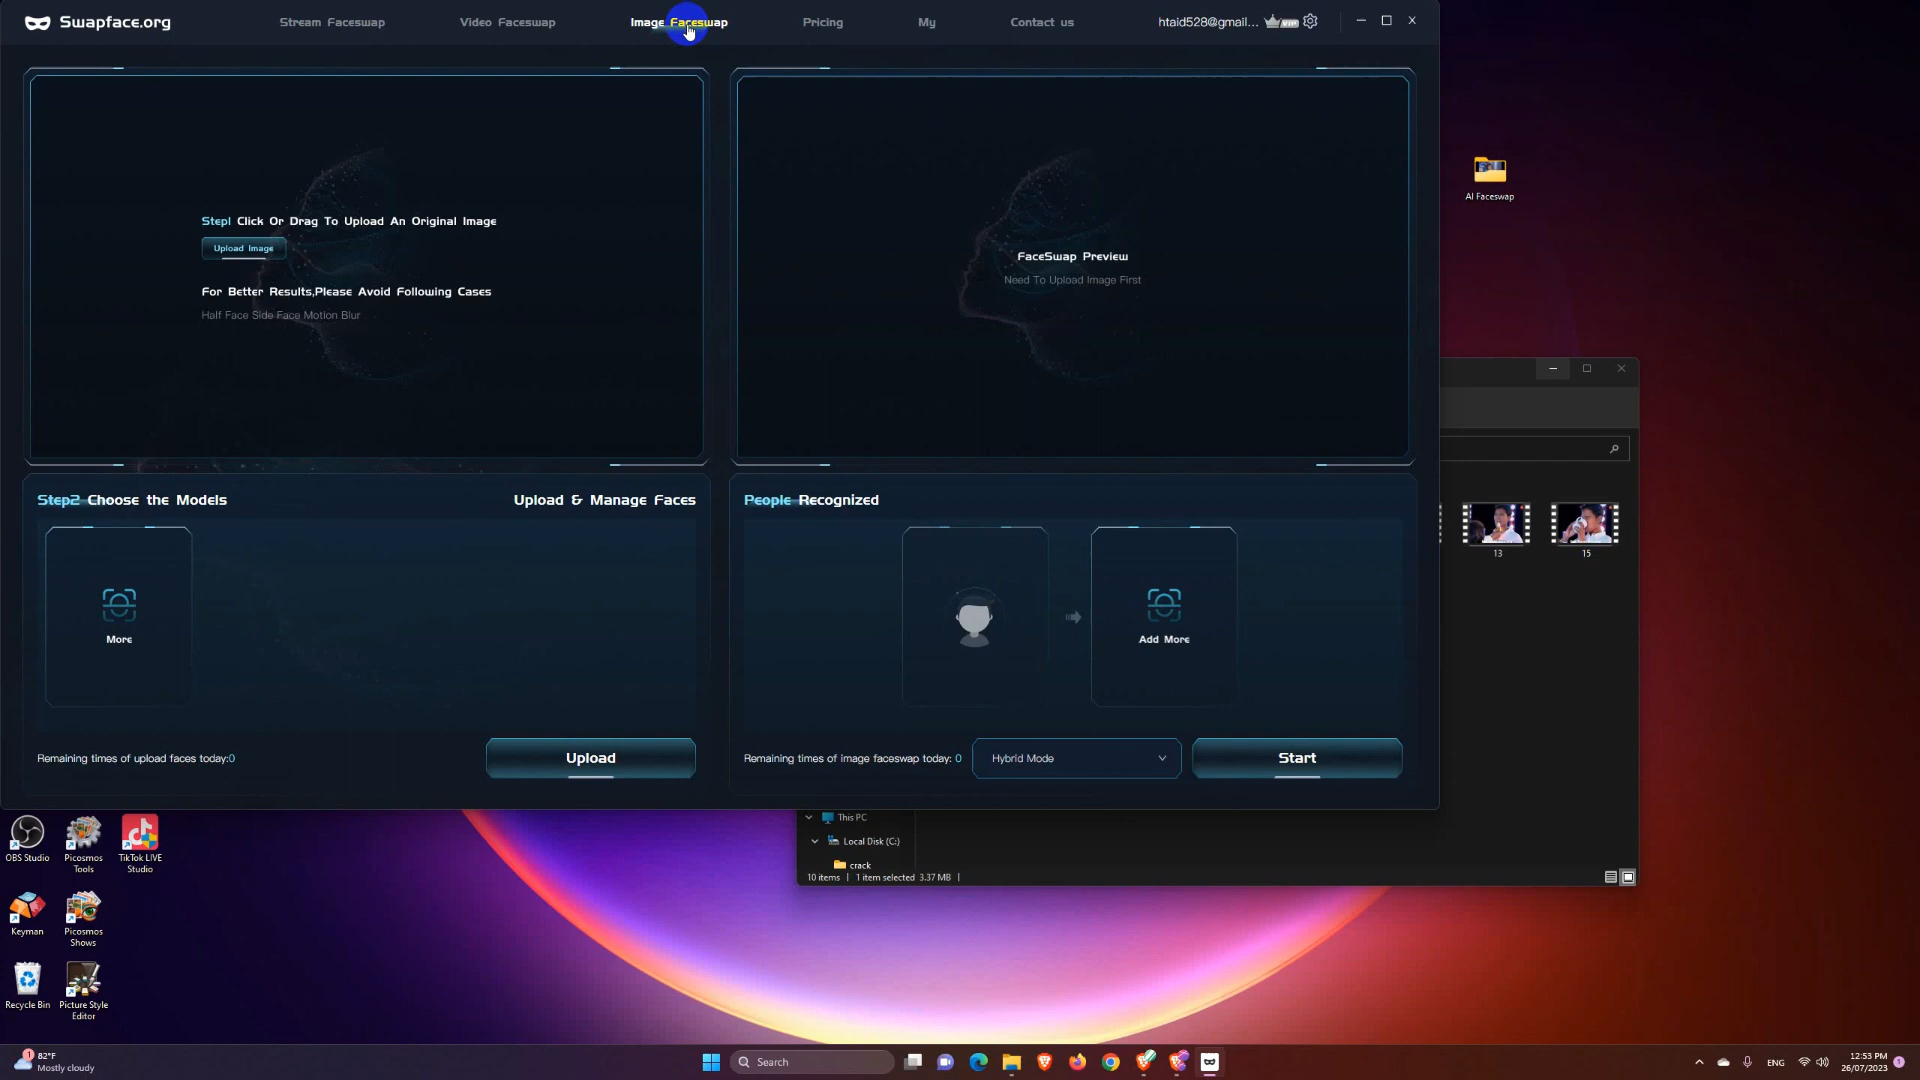 Swapface.org
Stream Faceswap
Video Faceswap
Image Faceswap
Pricing
My
Contact us
htaid528@gmail...
VIP
Step1 Click Or Drag To Upload An Original Image
Upload Image
For Better Results,Please Avoid Following Cases
Half Face Side Face Motion Blur
FaceSwap Preview
Need To Upload Image First
AI Faceswap
Step2 Choose the Models
Upload & Manage Faces
More
Remaining times of upload faces today:0
Upload
People Recognized
Add More
Remaining times of image faceswap today: 0
Hybrid Mode
Start
13
15
This PC
Local Disk (C:)
crack
10 items
1 item selected 3.37 MB
OBS Studio
Picosmos Tools
TikTok LIVE Studio
Keyman
Picosmos Shows
Recycle Bin
Picture Style Editor
1
82°F
Mostly cloudy
Search
ENG
12:53 PM
26/07/2023
1